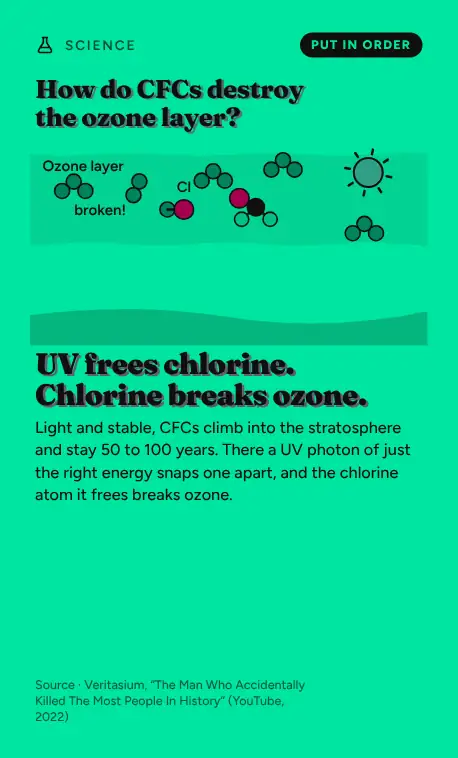 SCIENCE
PUT IN ORDER
How do CFCs destroy
the ozone layer?
Ozone layer
Cl
broken!
UV frees chlorine.
Chlorine breaks ozone.
Light and stable, CFCs climb into the stratosphere
and stay 50 to 100 years. There a UV photon of just
the right energy snaps one apart, and the chlorine
atom it frees breaks ozone.
Source · Veritasium, “The Man Who Accidentally
Killed The Most People In History” (YouTube,
2022)